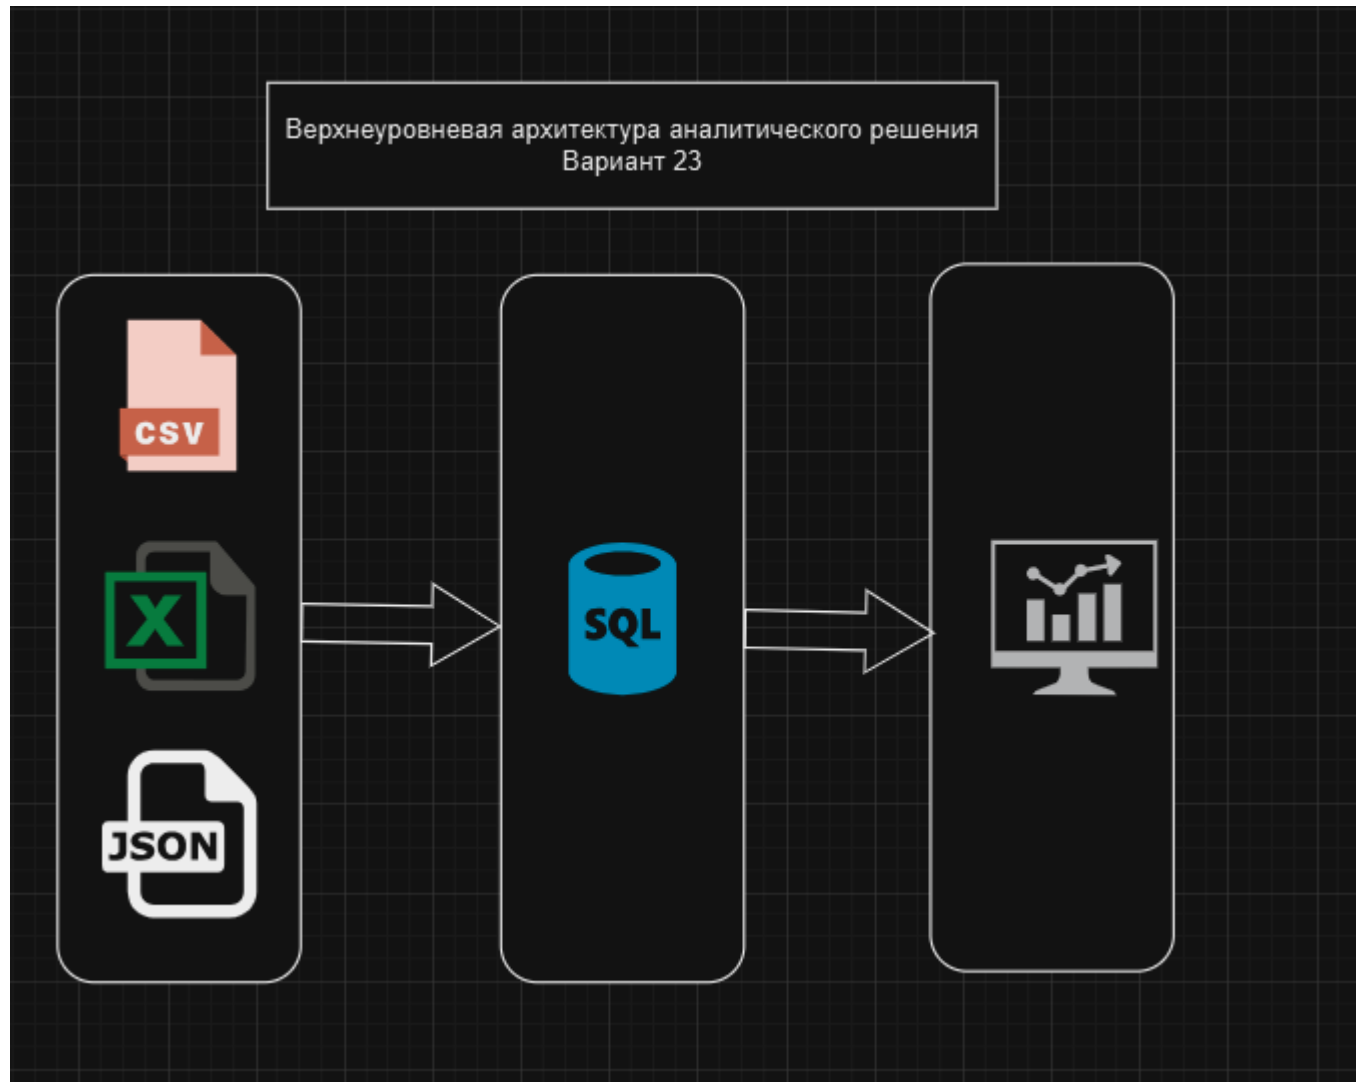 Верхнеуровневая архитектура аналитического решения
Вариант 23
CSV
X
SQL
JSON